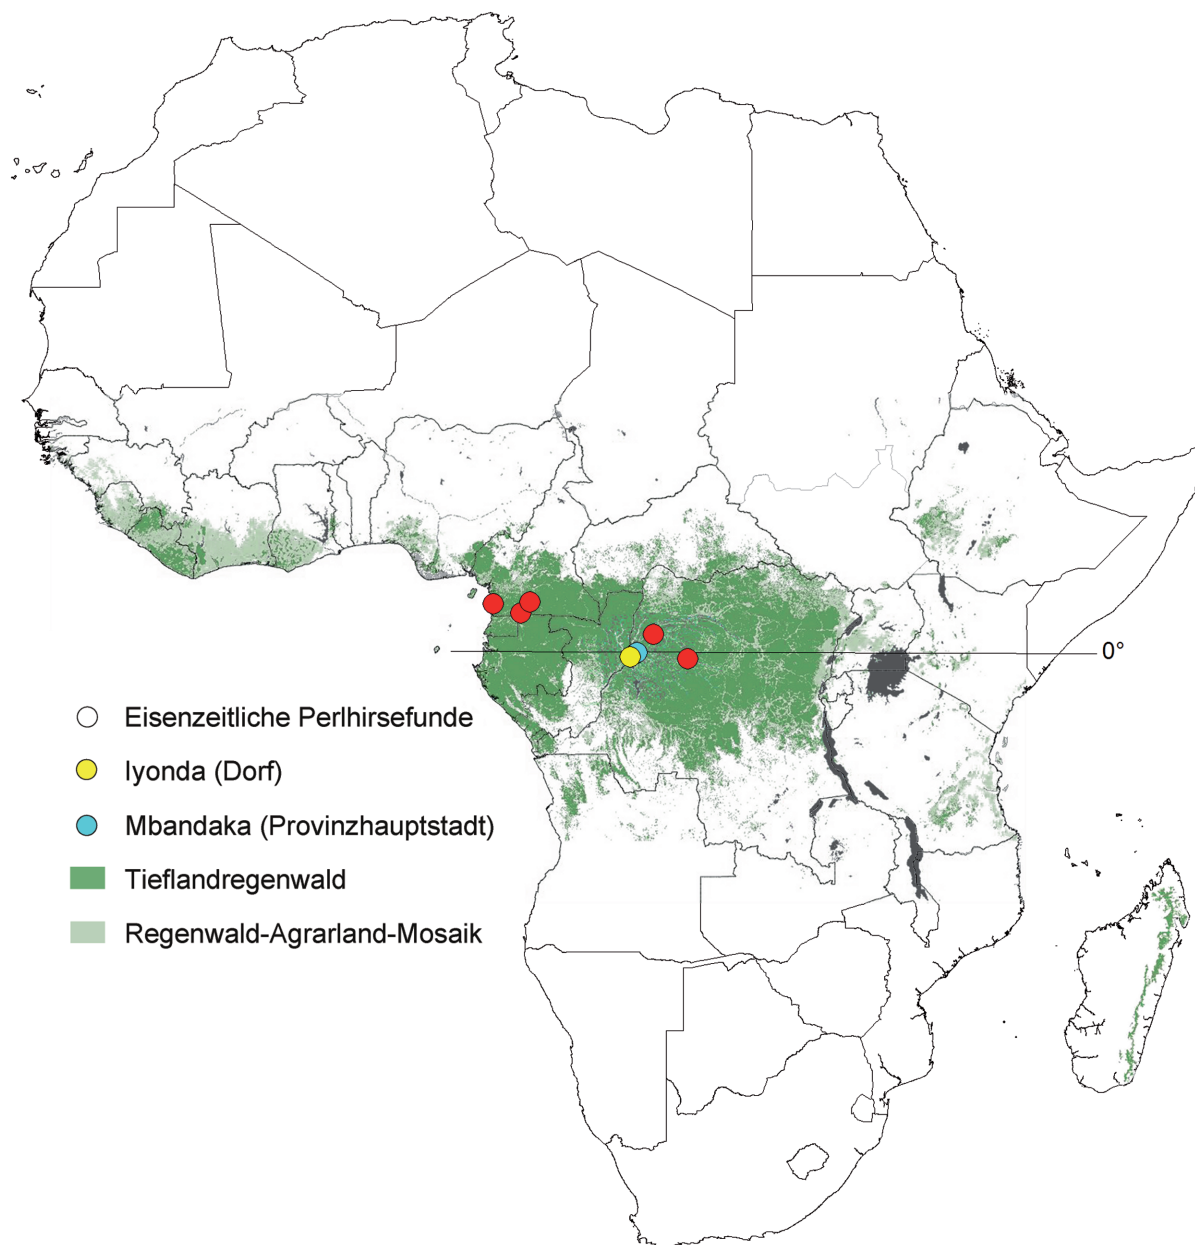 0°
Eisenzeitliche Perlhirsefunde
Iyonda (Dorf)
Mbandaka (Provinzhauptstadt)
Tieflandregenwald
Regenwald-Agrarland-Mosaik